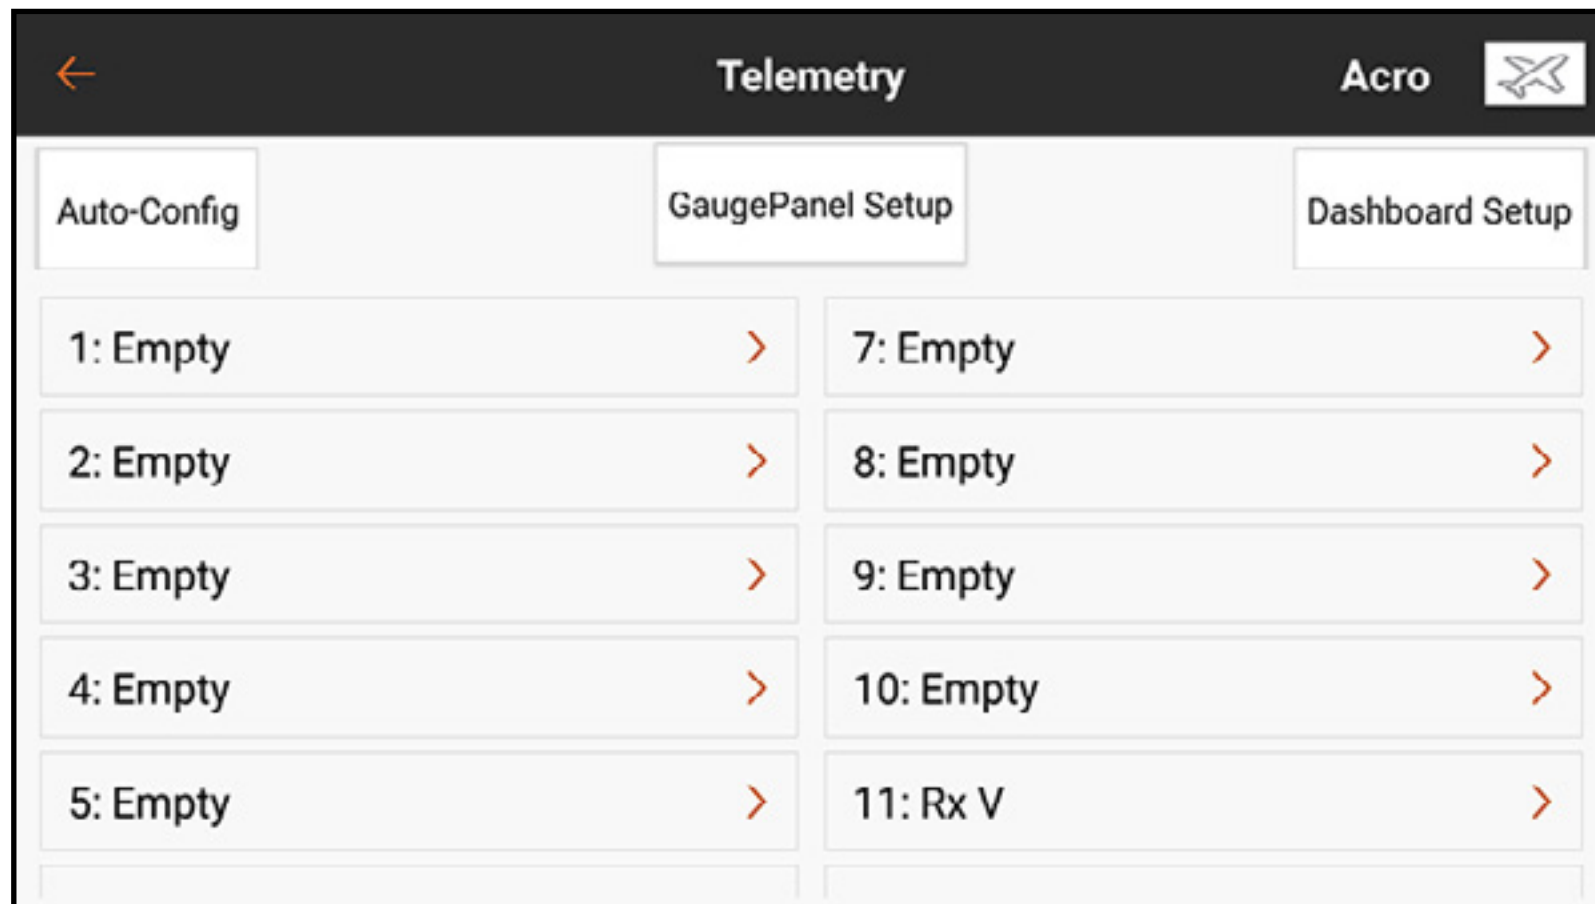 Telemetry
Acro
Auto-Config
GaugePanel Setup
Dashboard Setup
1: Empty
7: Empty
2: Empty
8: Empty
3: Empty
9: Empty
4: Empty
10: Empty
5: Empty
11: Rx V